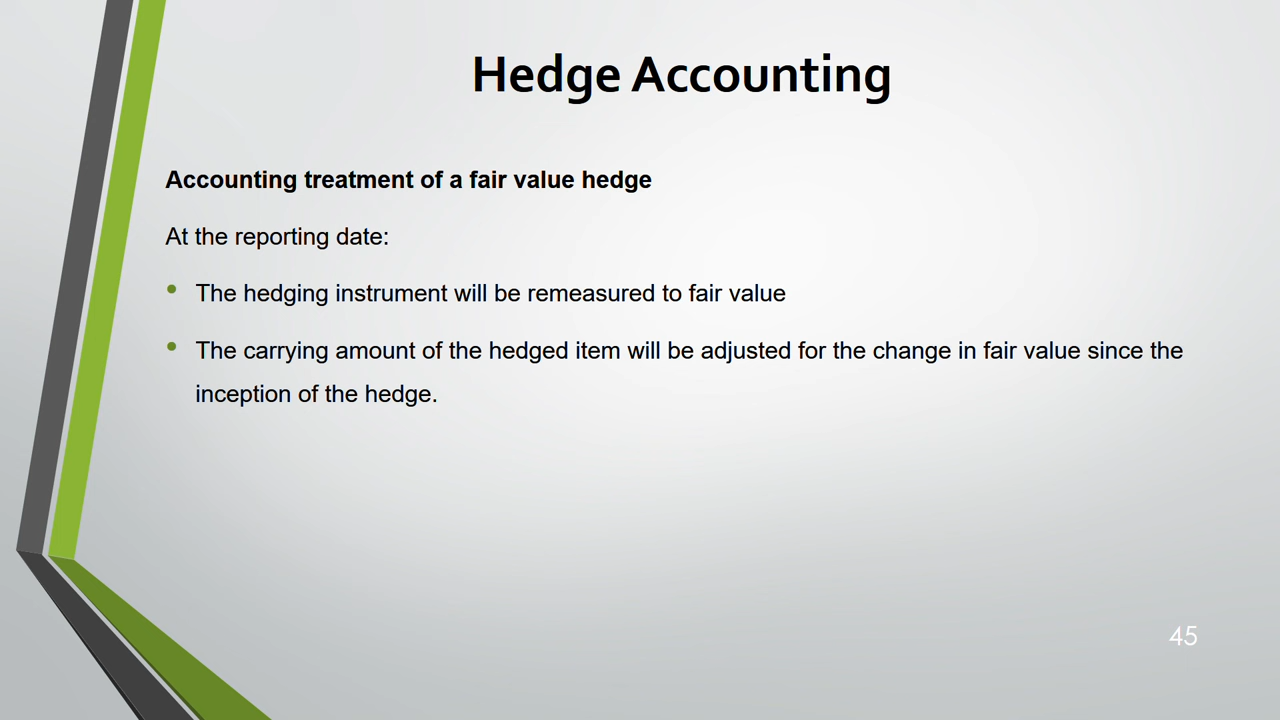 Hedge Accounting
Accounting treatment of a fair value hedge
At the reporting date:
• The hedging instrument will be remeasured to fair value
• The carrying amount of the hedged item will be adjusted for the change in fair value since the
inception of the hedge.
45